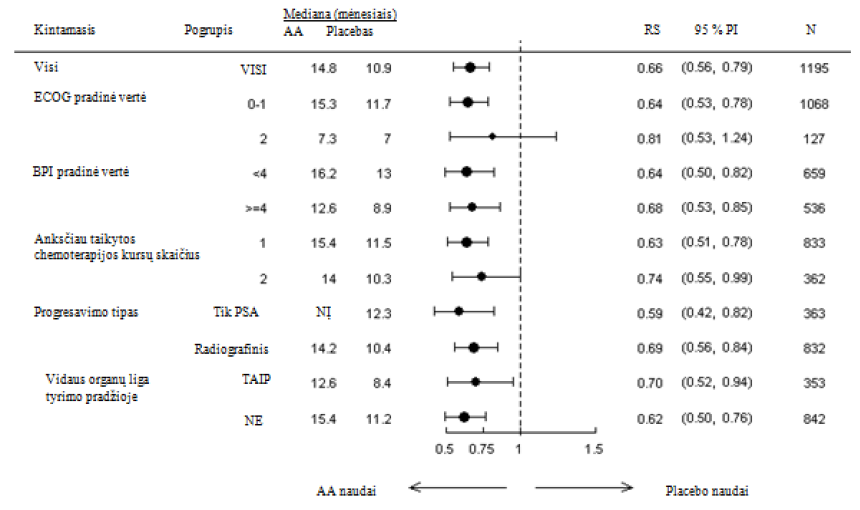 Mediana (mėnesiais)
Kintamasis Pogrupis AA Placebas RS 95 % PI N
Visi VISI 14.8 10.9 0.66 (0.56, 0.79) 1195
ECOG pradinė vertė 0-1 15.3 11.7 0.64 (0.53, 0.78) 1068
2 7.3 7 0.81 (0.53, 1.24) 127
BPI pradinė vertė <4 16.2 13 0.64 (0.50, 0.82) 659
>=4 12.6 8.9 0.68 (0.53, 0.85) 536
Anksčiau taikytos
chemoterapijos kursų skaičius 1 15.4 11.5 0.63 (0.51, 0.78) 833
2 14 10.3 0.74 (0.55, 0.99) 362
Progresavimo tipas Tik PSA NĮ 12.3 0.59 (0.42, 0.82) 363
Radiografinis 14.2 10.4 0.69 (0.56, 0.84) 832
Vidaus organų liga
tyrimo pradžioje TAIP 12.6 8.4 0.70 (0.52, 0.94) 353
NE 15.4 11.2 0.62 (0.50, 0.76) 842
0.5 0.75 1 1.5
AA naudai Placebo naudai